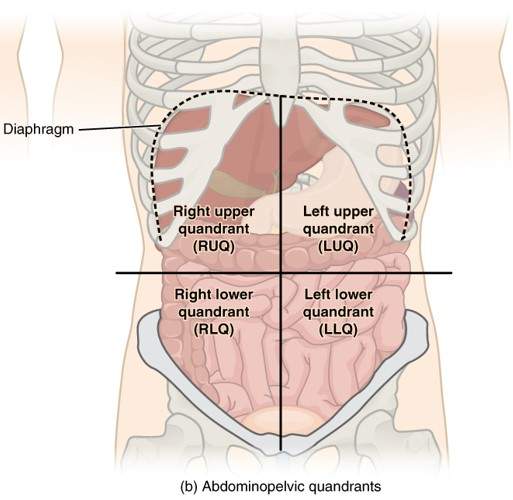 Diaphragm
Right upper
quadrant
(RUQ)
Left upper
quadrant
(LUQ)
Right lower
quadrant
(RLQ)
Left lower
quadrant
(LLQ)
(b) Abdominopelvic quadrants